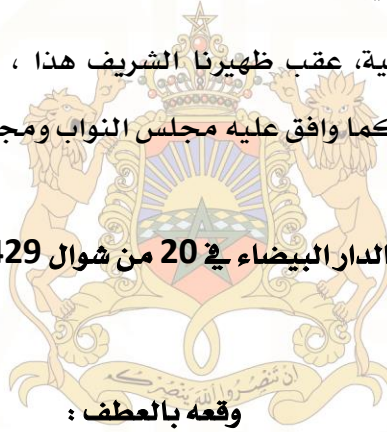 ية، عقب ظهيرنا الشريف هذا ،
كما وافق عليه مجلس النواب ومج
الدار البيضاء في 20 من شوال 429
ان تنصروا الله ينصركم
وقعه بالعطف :